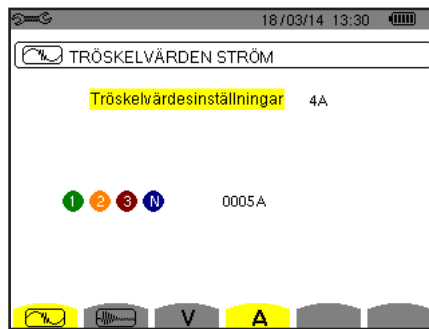 18/03/14 13:30
TRÖSKELVÄRDEN STRÖM
Tröskelvärdesinställningar 4A
1 2 3 N 0005A
V A